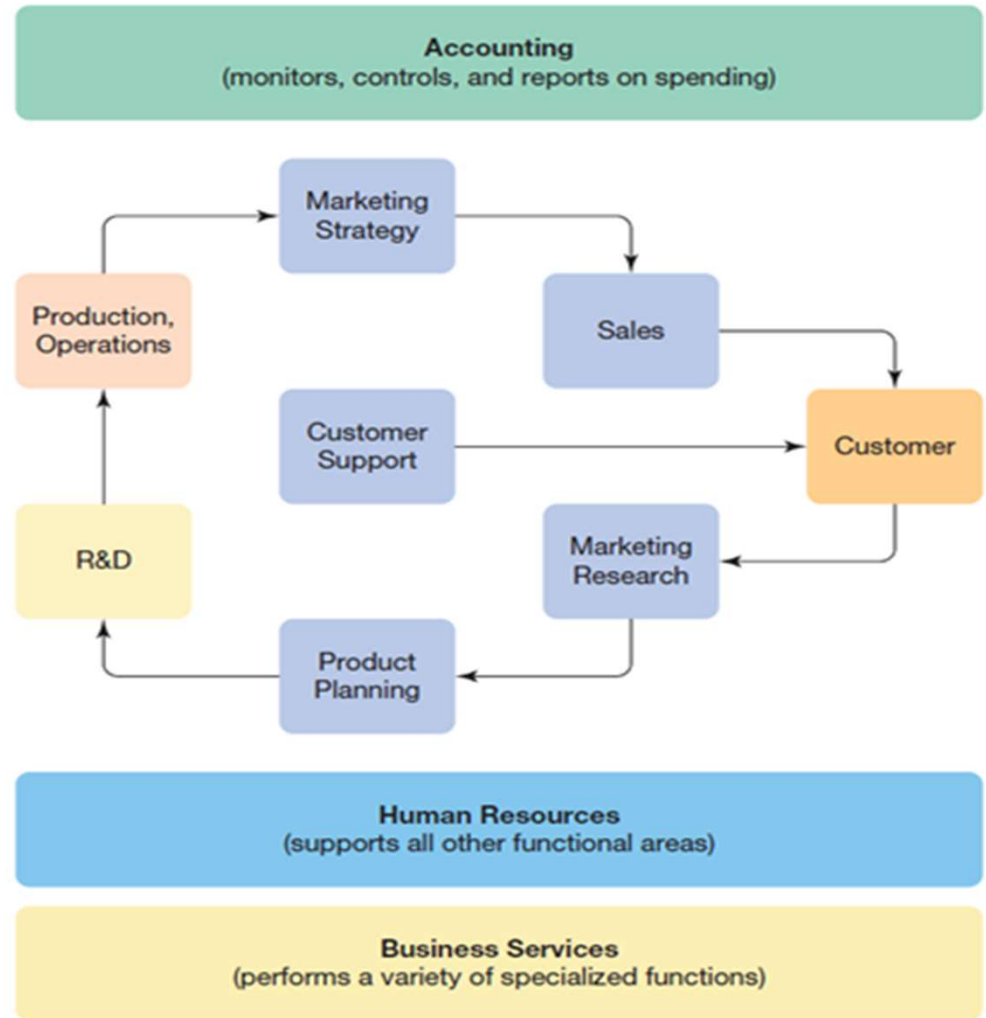 Accounting
(monitors, controls, and reports on spending)
Marketing
Strategy
Production,
Operations
Sales
Customer
Support
Customer
R&D
Marketing
Research
Product
Planning
Human Resources
(supports all other functional areas)
Business Services
(performs a variety of specialized functions)